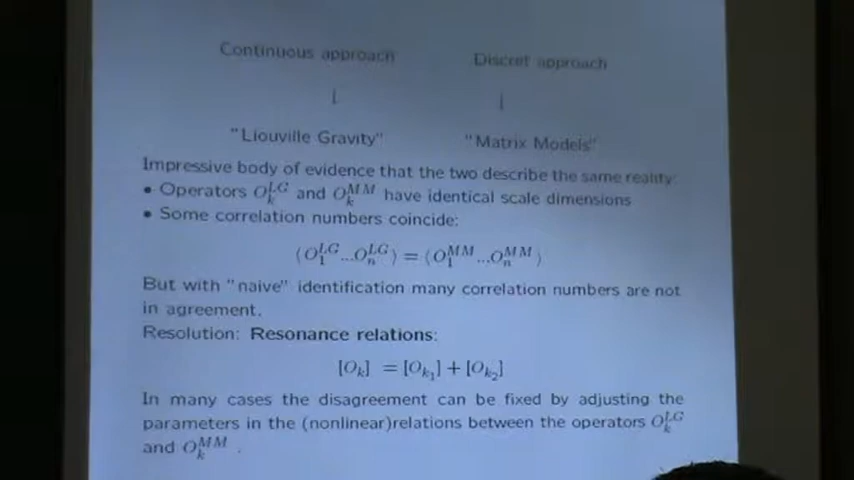 Continuous approach Discret approach
↓ ↓
"Liouville Gravity" "Matrix Models"
Impressive body of evidence that the two describe the same reality:
• Operators O_k^{LG} and O_k^{MM} have identical scale dimensions
• Some correlation numbers coincide:
⟨O_1^{LG}...O_n^{LG}⟩ = ⟨O_1^{MM}...O_n^{MM}⟩
But with "naive" identification many correlation numbers are not
in agreement.
Resolution: Resonance relations:
[O_k] = [O_{k_1}] + [O_{k_2}]
In many cases the disagreement can be fixed by adjusting the
parameters in the (nonlinear)relations between the operators O_k^{LG}
and O_k^{MM} .